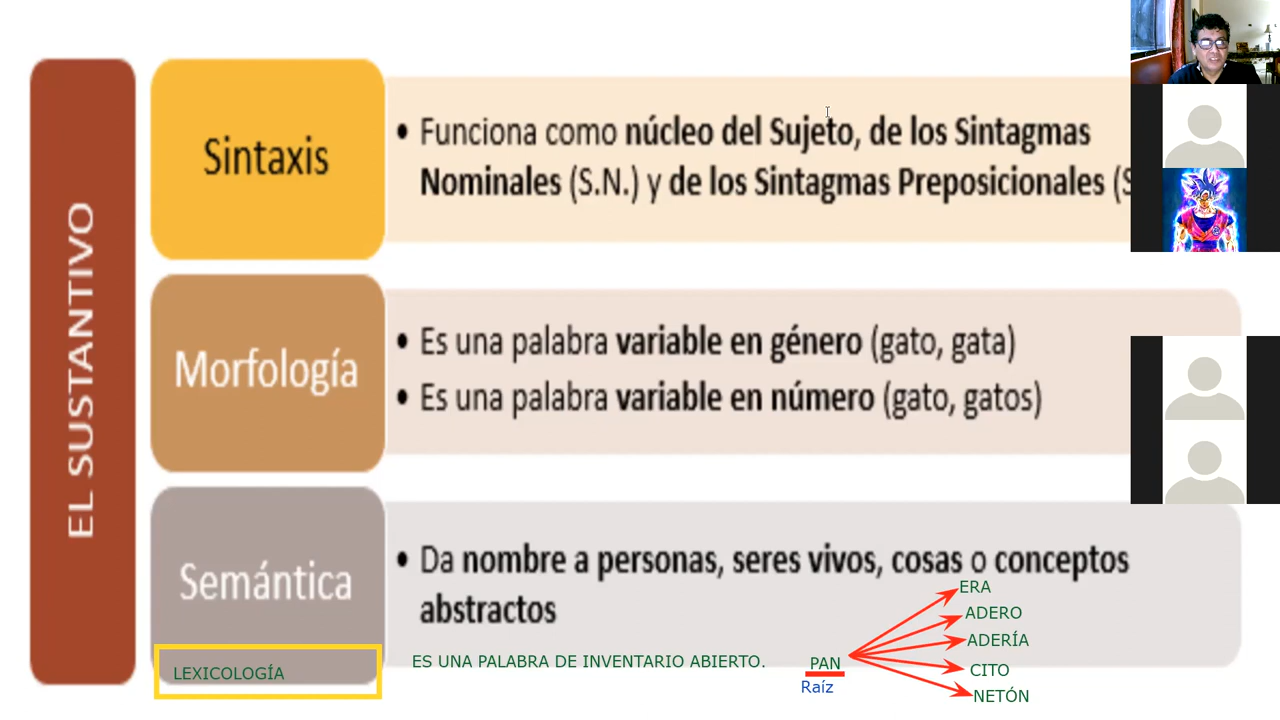 EL SUSTANTIVO
Sintaxis
• Funciona como núcleo del Sujeto, de los Sintagmas
Nominales (S.N.) y de los Sintagmas Preposicionales (S
Morfología
• Es una palabra variable en género (gato, gata)
• Es una palabra variable en número (gato, gatos)
Semántica
• Da nombre a personas, seres vivos, cosas o conceptos
abstractos
LEXICOLOGÍA
ES UNA PALABRA DE INVENTARIO ABIERTO.
PAN
Raíz
ERA
ADERO
ADERÍA
CITO
NETÓN